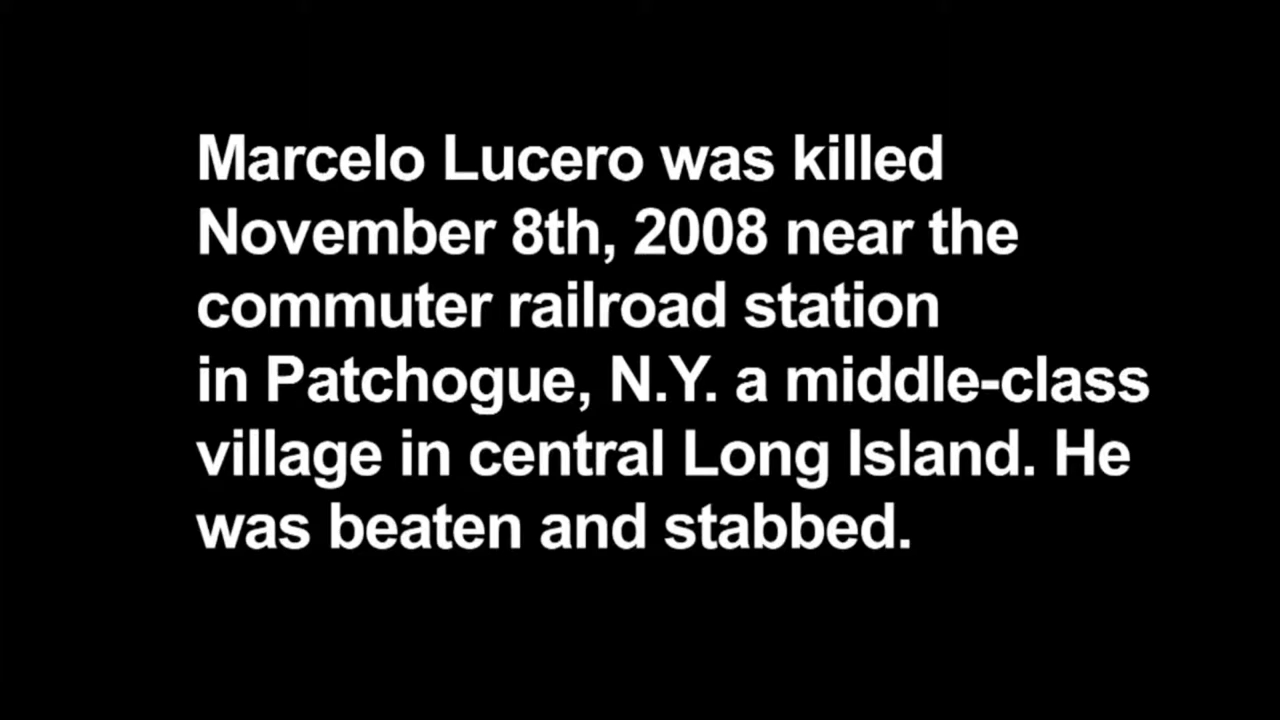 Marcelo Lucero was killed
November 8th, 2008 near the
commuter railroad station
in Patchogue, N.Y. a middle-class
village in central Long Island. He
was beaten and stabbed.